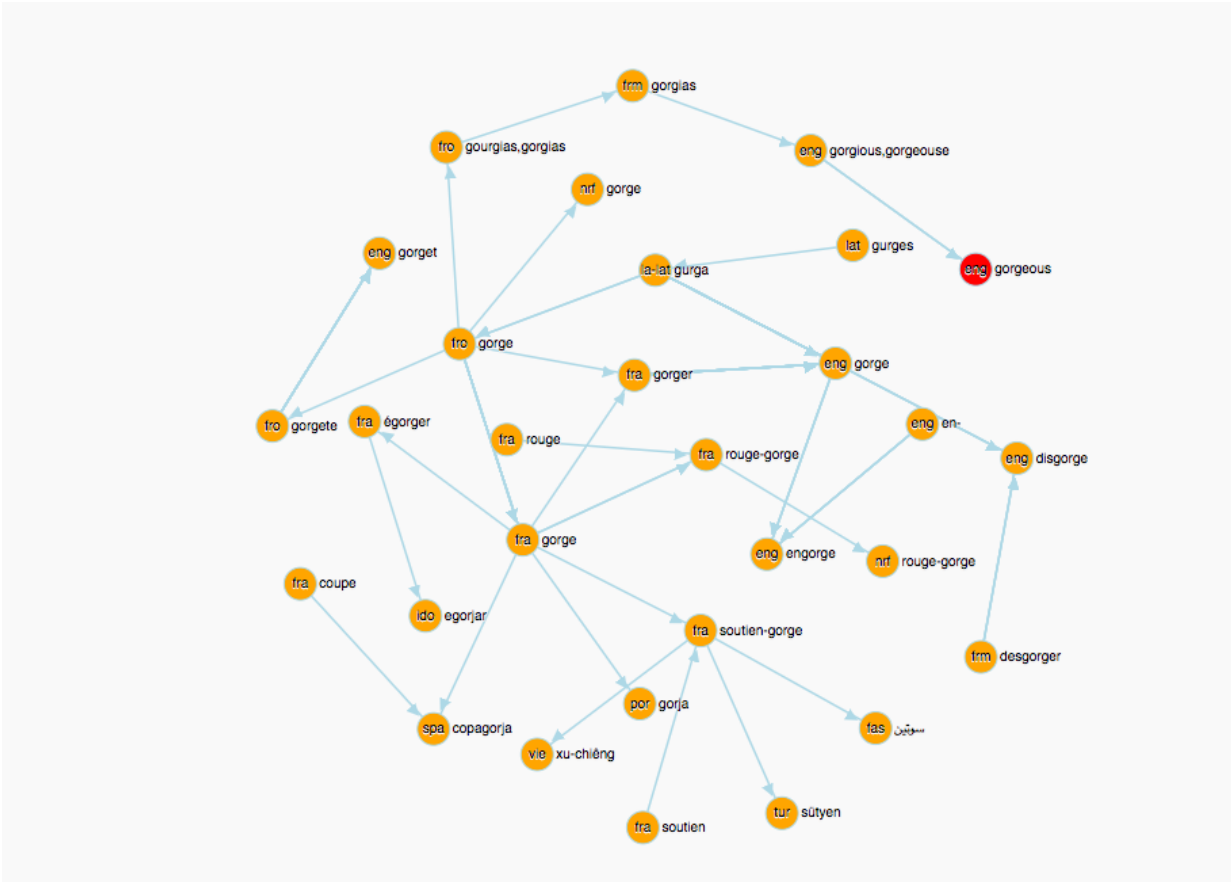 frm gorgias
fro gourgias,gorgias
eng gorgious,gorgeouse
nrf gorge
eng gorget
lat gurges
la-lat gurga
eng gorgeous
fro gorge
eng gorge
fra gorger
fro gorgete
fra égorger
fra rouge
eng en-
fra rouge-gorge
eng disgorge
fra gorge
eng engorge
nrf rouge-gorge
fra coupe
ido egorjar
fra soutien-gorge
frm desgorger
por gorja
spa copagorja
fas سوتین
vie xu-chiêng
tur sütyen
fra soutien